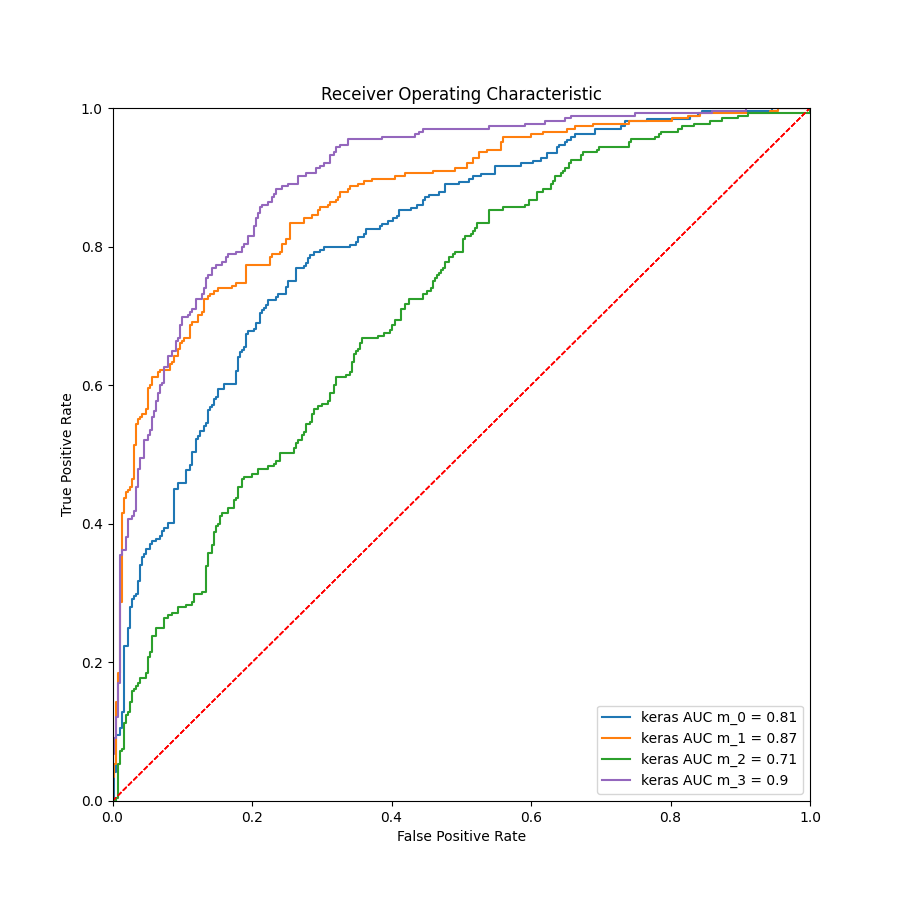 Receiver Operating Characteristic
True Positive Rate
1.0
0.8
0.6
0.4
0.2
0.0
keras AUC m_0 = 0.81
keras AUC m_1 = 0.87
keras AUC m_2 = 0.71
keras AUC m_3 = 0.9
0.0 0.2 0.4 0.6 0.8 1.0
False Positive Rate